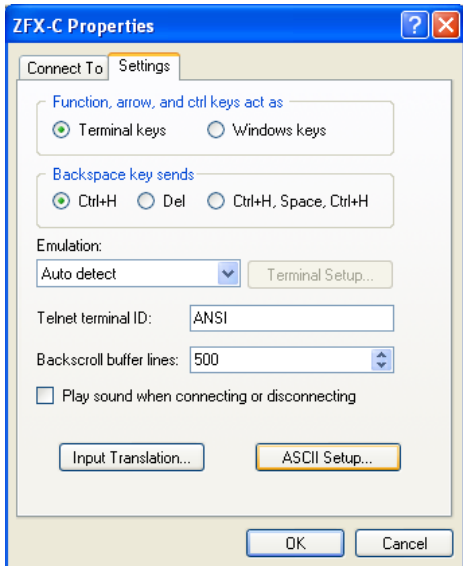 ZFX-C Properties
Connect To Settings
Function, arrow, and ctrl keys act as
Terminal keys Windows keys
Backspace key sends
Ctrl+H Del Ctrl+H, Space, Ctrl+H
Emulation:
Auto detect Terminal Setup...
Telnet terminal ID: ANSI
Backscroll buffer lines: 500
Play sound when connecting or disconnecting
Input Translation... ASCII Setup...
OK Cancel